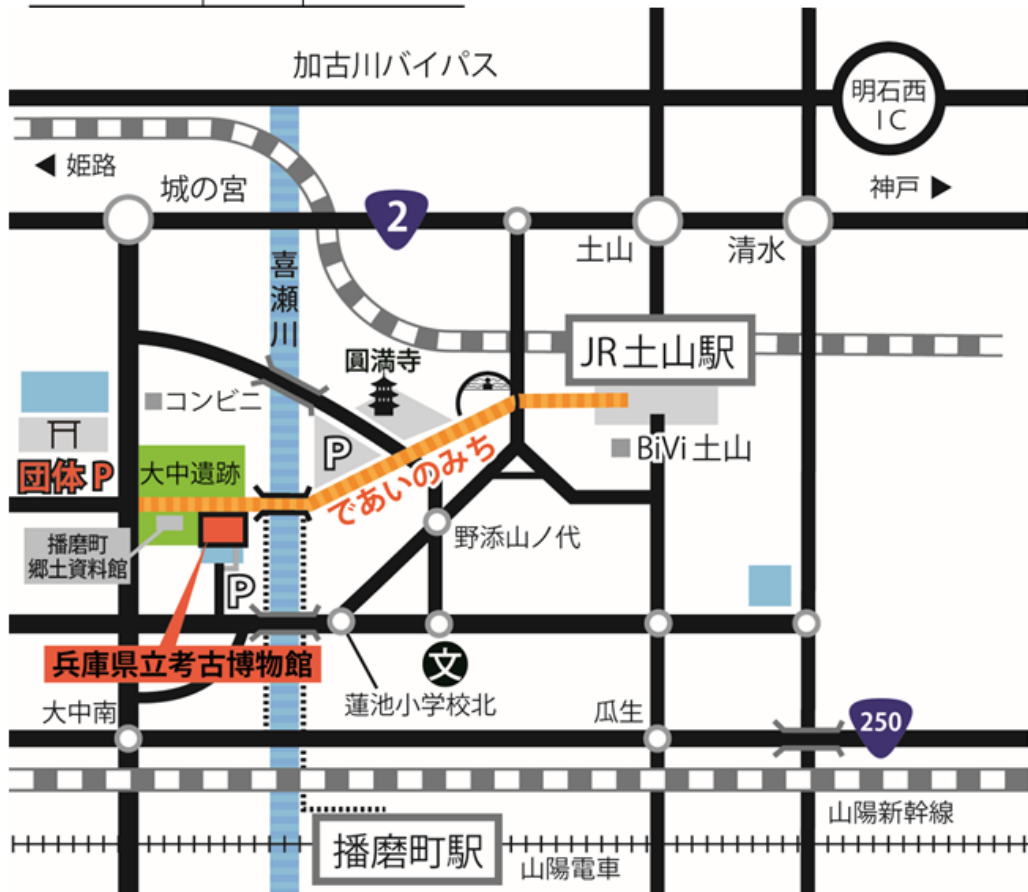 加古川バイパス
明石西
IC
◀ 姫路
神戸 ▶
城の宮
2
土山
清水
喜瀬川
JR土山駅
圓満寺
コンビニ
P
BiVi土山
団体P
大中遺跡
であいのみち
播磨町
郷土資料館
野添山ノ代
P
兵庫県立考古博物館
文
蓮池小学校北
大中南
瓜生
250
山陽新幹線
播磨町駅
山陽電車